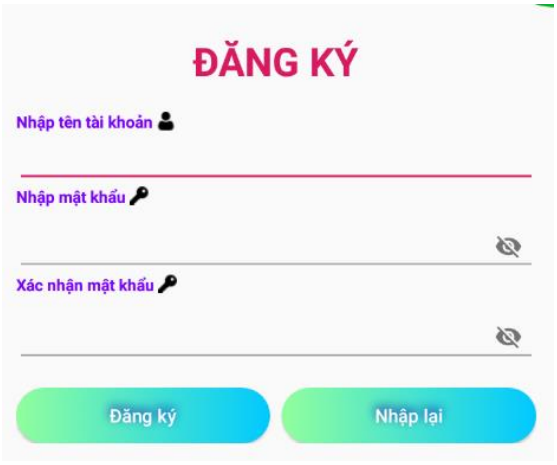 ĐĂNG KÝ
Nhập tên tài khoản
Nhập mật khẩu
Xác nhận mật khẩu
Đăng ký
Nhập lại